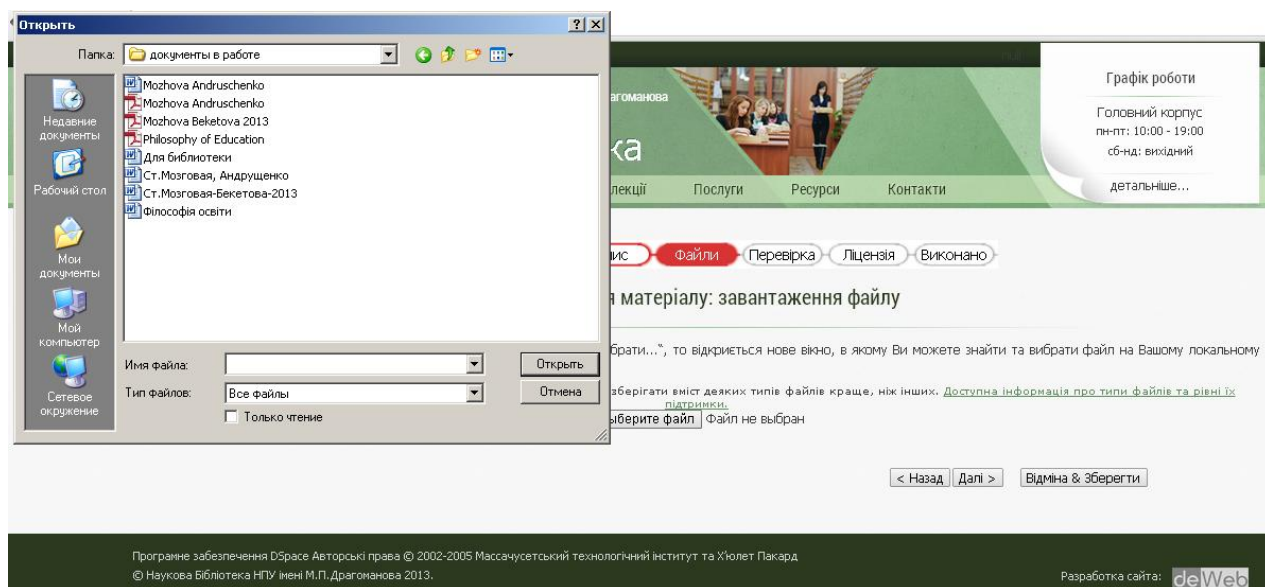 Открыть
Папка: документы в работе
Недавние документы
Рабочий стол
Мои документы
Мой компьютер
Сетевое окружение
Mozhova Andruschenko
Mozhova Andruschenko
Mozhova Beketova 2013
Philosophy of Education
Для библиотеки
Ст.Мозговая, Андрущенко
Ст.Мозговая-Бекетова-2013
Філософія освіти
Имя файла:
Открыть
Тип файлов: Все файлы
Отмена
Только чтение
агоманова
ка
лекції Послуги Ресурси Контакти
Графік роботи
Головний корпус
пн-пт: 10:00 - 19:00
сб-нд: вихідний
детальніше...
ис Файли Перевірка Ліцензія Виконано
я матеріалу: завантаження файлу
брати...", то відкриється нове вікно, в якому Ви можете знайти та вибрати файл на Вашому локальному
зберігати вміст деяких типів файлів краще, ніж інших. Доступна інформація про типи файлів та рівні їх
підтримки.
ыберите файл Файл не выбран
< Назад Далі > Відміна & Зберегти
Програмне забезпечення DSpace Авторські права © 2002-2005 Массачусетський технологічний інститут та Х'юлет Пакард
© Наукова Бібліотека НПУ імені М.П.Драгоманова 2013.
Разработка сайта: deWeb